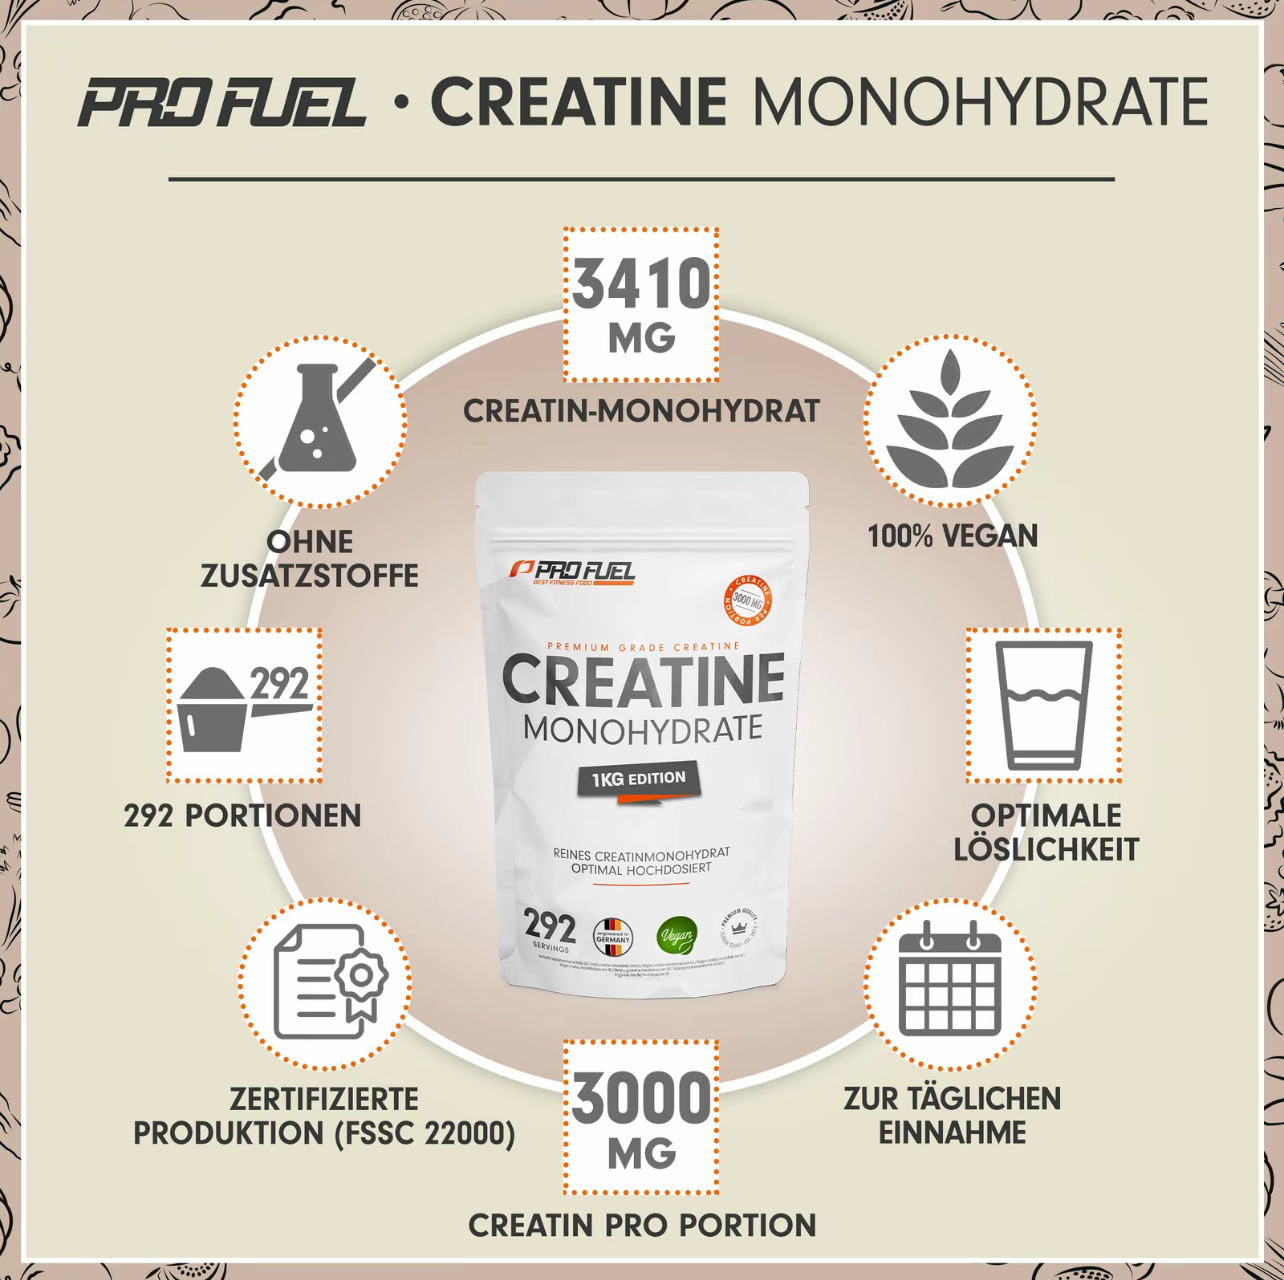 PRO FUEL • CREATINE MONOHYDRATE
3410
MG
CREATIN-MONOHYDRAT
OHNE
ZUSATZSTOFFE
100% VEGAN
292
292 PORTIONEN
OPTIMALE
LÖSLICHKEIT
PRO FUEL
BEST FITNESS FOOD
CREATINE
3000 MG
PER PORTION
PREMIUM GRADE CREATINE
CREATINE
MONOHYDRATE
1KG EDITION
REINES CREATINMONOHYDRAT
OPTIMAL HOCHDOSIERT
292
SERVINGS
engineered in
GERMANY
Vegan
PREMIUM QUALITY
ZERTIFIZIERTE
PRODUKTION (FSSC 22000)
ZUR TÄGLICHEN
EINNAHME
3000
MG
CREATIN PRO PORTION